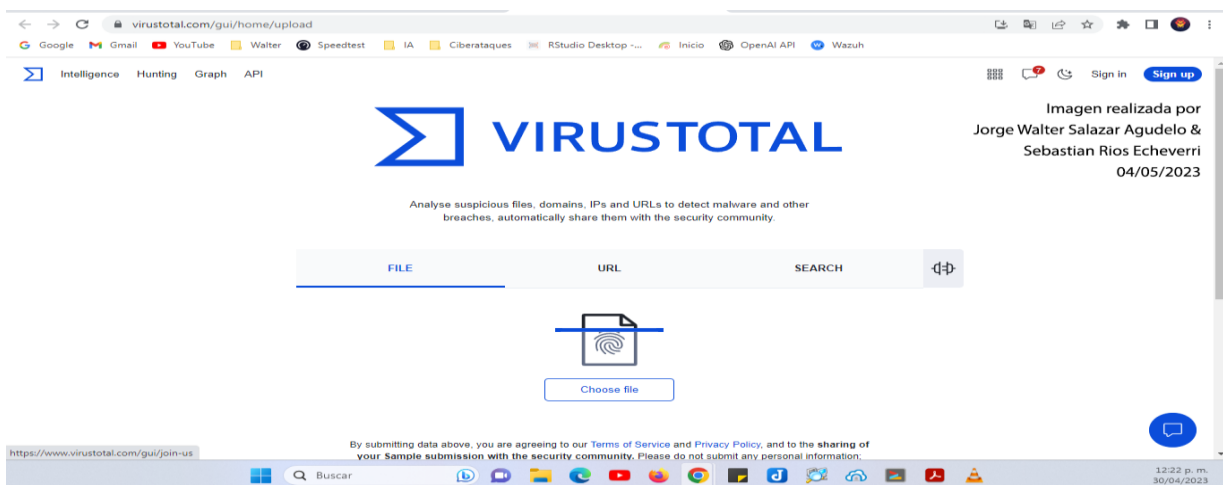 virustotal.com/gui/home/upload
Google Gmail YouTube Walter Speedtest IA Ciberataques RStudio Desktop -... Inicio OpenAI API Wazuh
Intelligence Hunting Graph API 7 Sign in Sign up
Imagen realizada por
Jorge Walter Salazar Agudelo &
Sebastian Rios Echeverri
04/05/2023
VIRUSTOTAL
Analyse suspicious files, domains, IPs and URLs to detect malware and other
breaches, automatically share them with the security community.
FILE URL SEARCH
Choose file
By submitting data above, you are agreeing to our Terms of Service and Privacy Policy, and to the sharing of
your Sample submission with the security community. Please do not submit any personal information;
https://www.virustotal.com/gui/join-us
Buscar
12:22 p. m.
30/04/2023